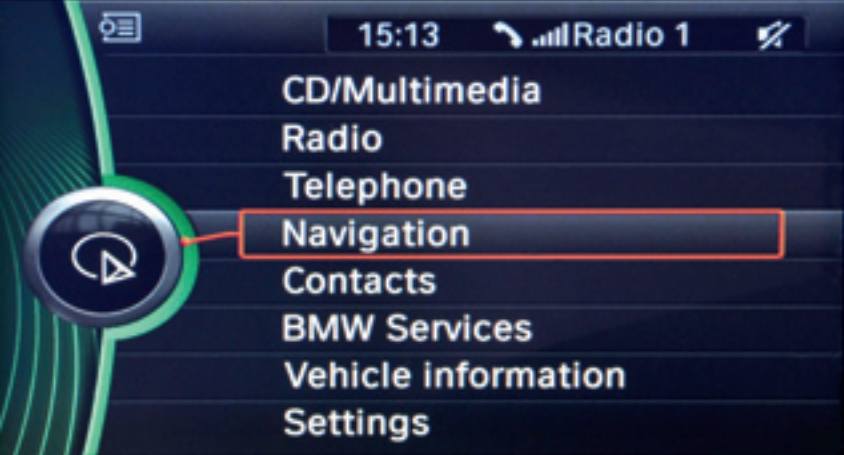 15:13 Radio 1
CD/Multimedia
Radio
Telephone
Navigation
Contacts
BMW Services
Vehicle information
Settings